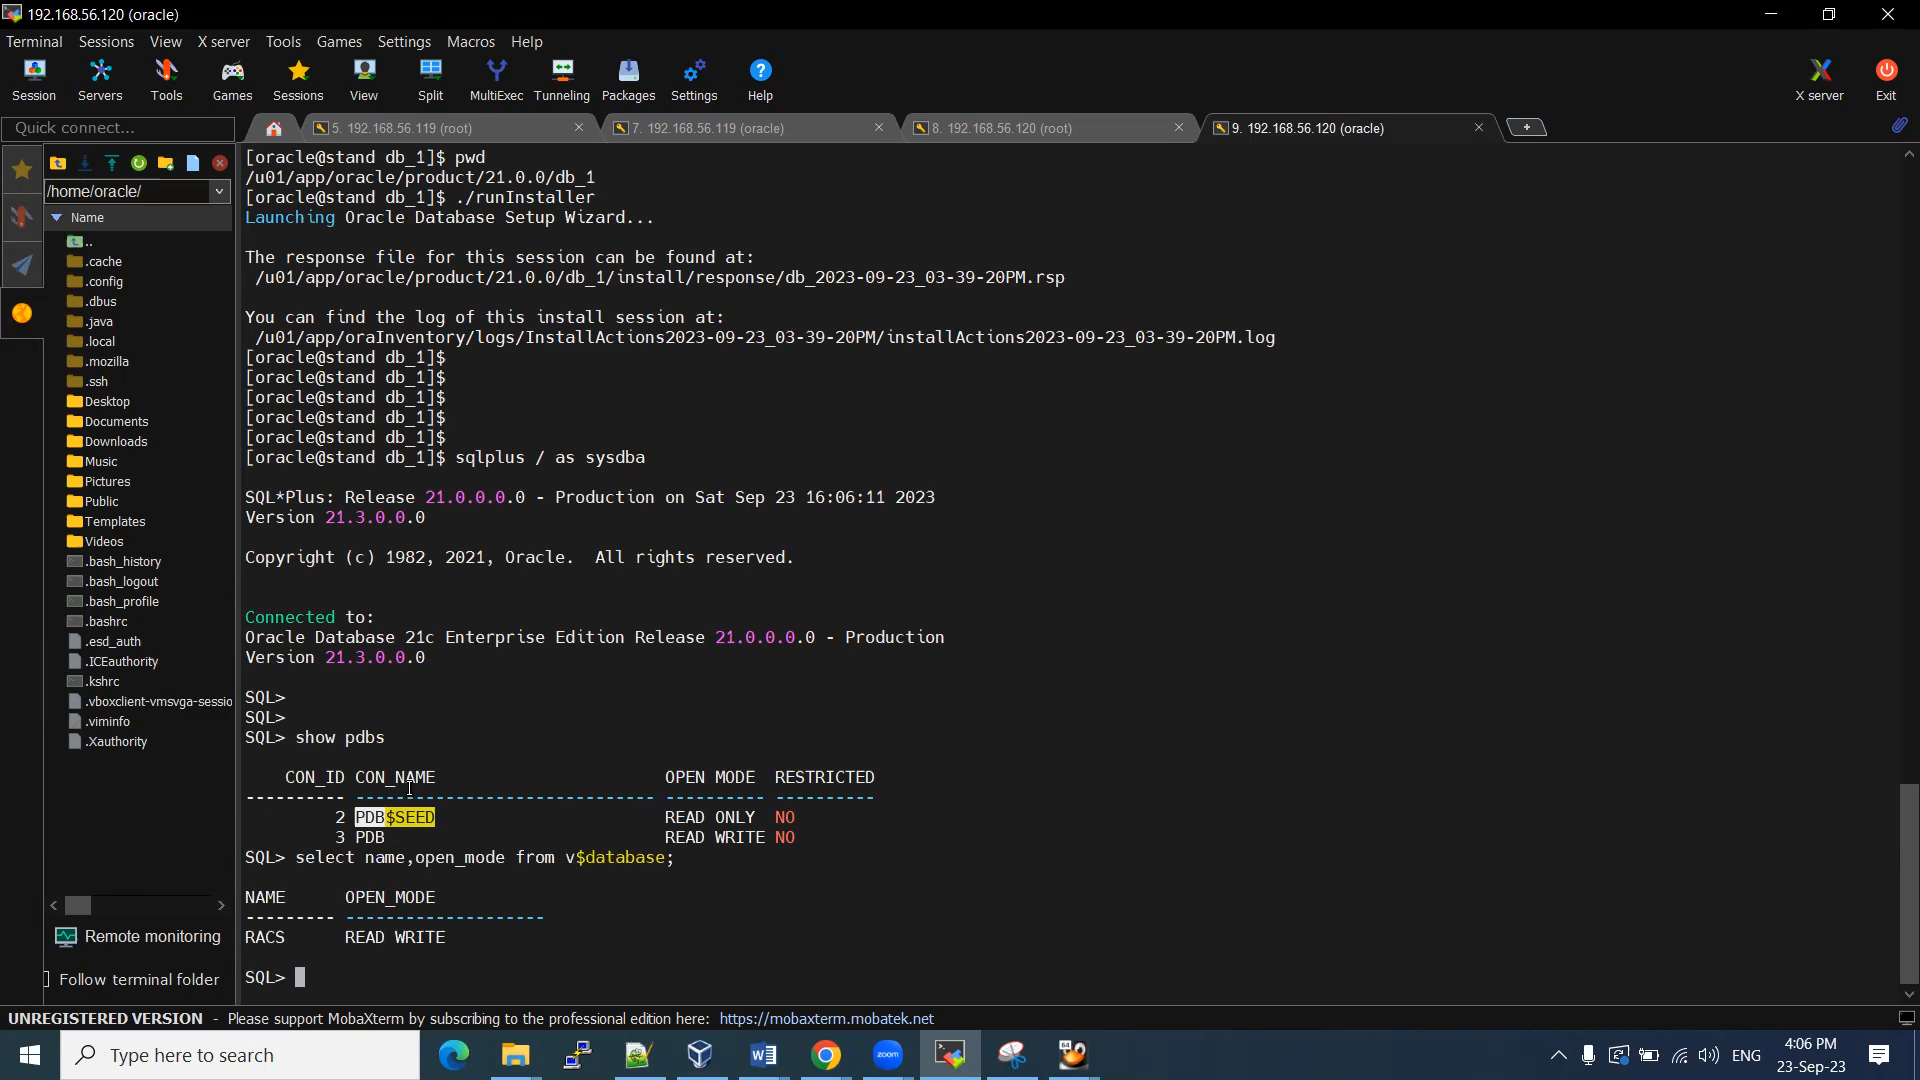 192.168.56.120 (oracle)
Terminal Sessions View X server Tools Games Settings Macros Help
Session Servers Tools Games Sessions View Split MultiExec Tunneling Packages Settings Help X server Exit
Quick connect... 5. 192.168.56.119 (root) 7. 192.168.56.119 (oracle) 8. 192.168.56.120 (root) 9. 192.168.56.120 (oracle)
/home/oracle/
Name
..
.cache
.config
.dbus
.java
.local
.mozilla
.ssh
Desktop
Documents
Downloads
Music
Pictures
Public
Templates
Videos
.bash_history
.bash_logout
.bash_profile
.bashrc
.esd_auth
.ICEauthority
.kshrc
.vboxclient-vmsvga-sessio
.viminfo
.Xauthority
Remote monitoring
Follow terminal folder
[oracle@stand db_1]$ pwd
/u01/app/oracle/product/21.0.0/db_1
[oracle@stand db_1]$ ./runInstaller
Launching Oracle Database Setup Wizard...
The response file for this session can be found at:
/u01/app/oracle/product/21.0.0/db_1/install/response/db_2023-09-23_03-39-20PM.rsp
You can find the log of this install session at:
/u01/app/oraInventory/logs/InstallActions2023-09-23_03-39-20PM/installActions2023-09-23_03-39-20PM.log
[oracle@stand db_1]$
[oracle@stand db_1]$
[oracle@stand db_1]$
[oracle@stand db_1]$
[oracle@stand db_1]$
[oracle@stand db_1]$ sqlplus / as sysdba
SQL*Plus: Release 21.0.0.0.0 - Production on Sat Sep 23 16:06:11 2023
Version 21.3.0.0.0
Copyright (c) 1982, 2021, Oracle.  All rights reserved.
Connected to:
Oracle Database 21c Enterprise Edition Release 21.0.0.0.0 - Production
Version 21.3.0.0.0
SQL>
SQL>
SQL> show pdbs
CON_ID CON_NAME OPEN MODE RESTRICTED
---------- ------------------------------ ---------- ----------
2 PDB$SEED READ ONLY NO
3 PDB READ WRITE NO
SQL> select name,open_mode from v$database;
NAME OPEN_MODE
--------- --------------------
RACS READ WRITE
SQL>
UNREGISTERED VERSION - Please support MobaXterm by subscribing to the professional edition here: https://mobaxterm.mobatek.net
Type here to search
zoom
64
ENG
4:06 PM
23-Sep-23